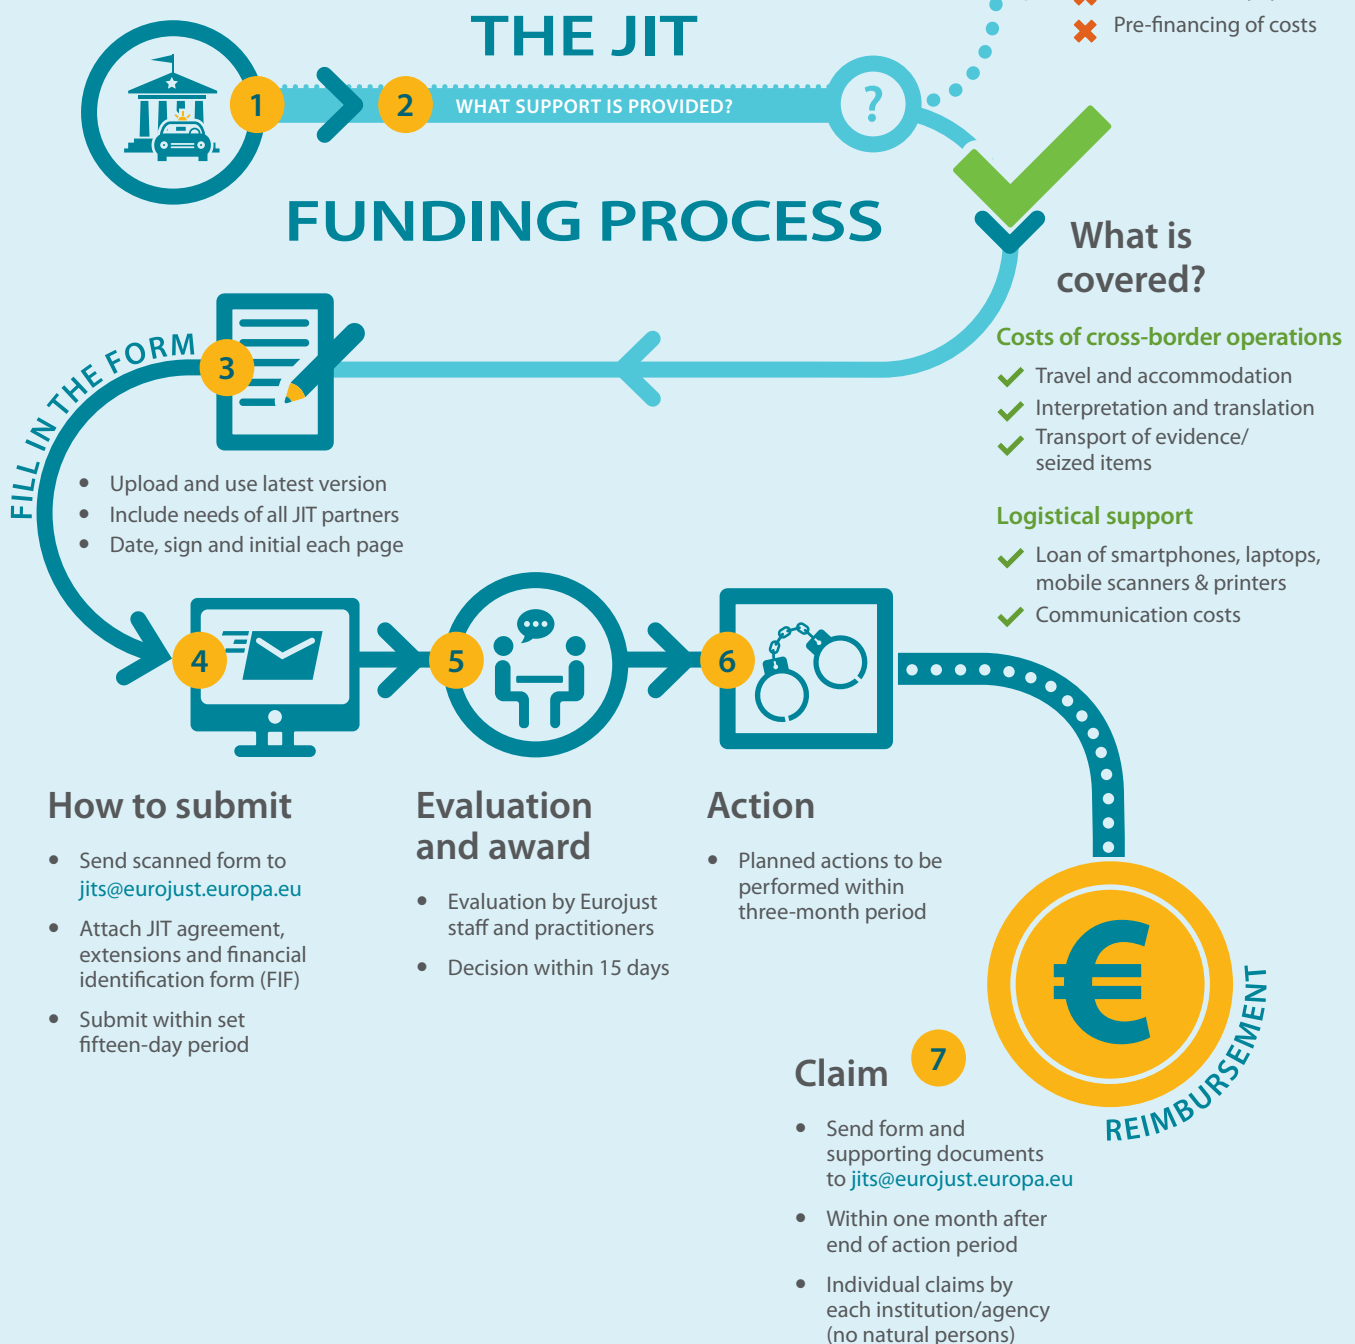 Pre-financing of costs
THE JIT
1
2
WHAT SUPPORT IS PROVIDED?
?
FUNDING PROCESS
What is
covered?
Costs of cross-border operations
Travel and accommodation
Interpretation and translation
Transport of evidence/
seized items
Logistical support
Loan of smartphones, laptops,
mobile scanners & printers
Communication costs
FILL IN THE FORM
3
• Upload and use latest version
• Include needs of all JIT partners
• Date, sign and initial each page
4
5
6
How to submit
• Send scanned form to
jits@eurojust.europa.eu
• Attach JIT agreement,
extensions and financial
identification form (FIF)
• Submit within set
fifteen-day period
Evaluation
and award
• Evaluation by Eurojust
staff and practitioners
• Decision within 15 days
Action
• Planned actions to be
performed within
three-month period
€
REIMBURSEMENT
Claim
7
• Send form and
supporting documents
to jits@eurojust.europa.eu
• Within one month after
end of action period
• Individual claims by
each institution/agency
(no natural persons)